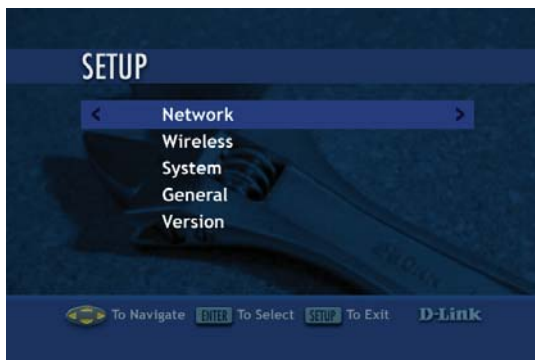 SETUP
< Network >
Wireless
System
General
Version
To Navigate ENTER To Select SETUP To Exit D-Link